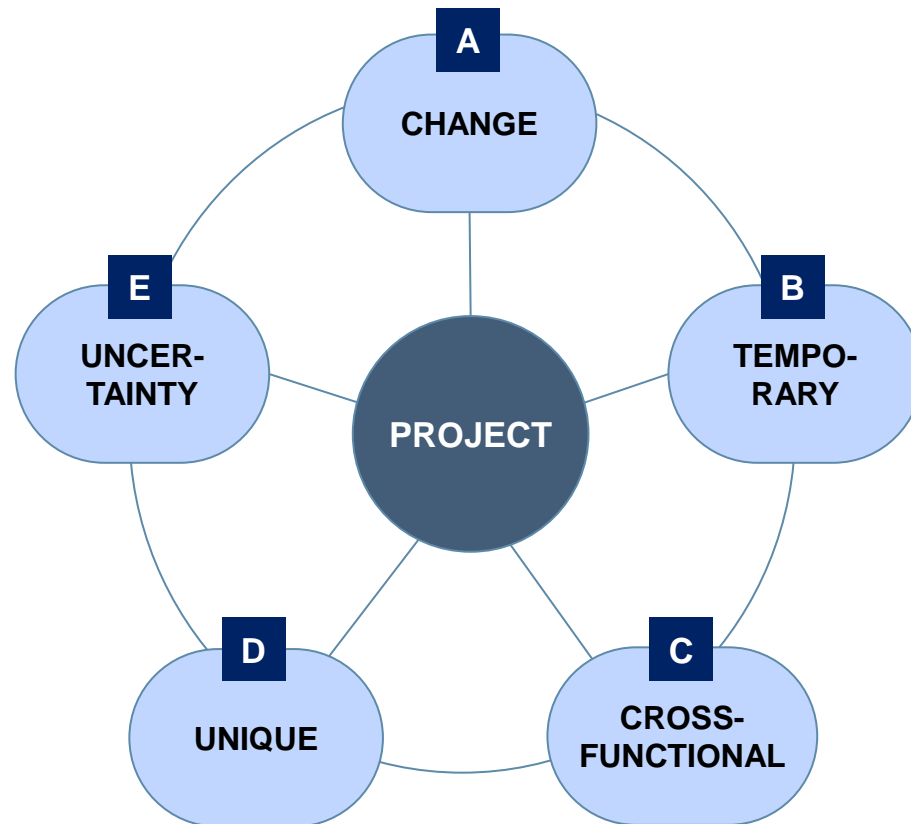 A
CHANGE
B
TEMPO-
RARY
C
CROSS-
FUNCTIONAL
D
UNIQUE
E
UNCER-
TAINTY
PROJECT